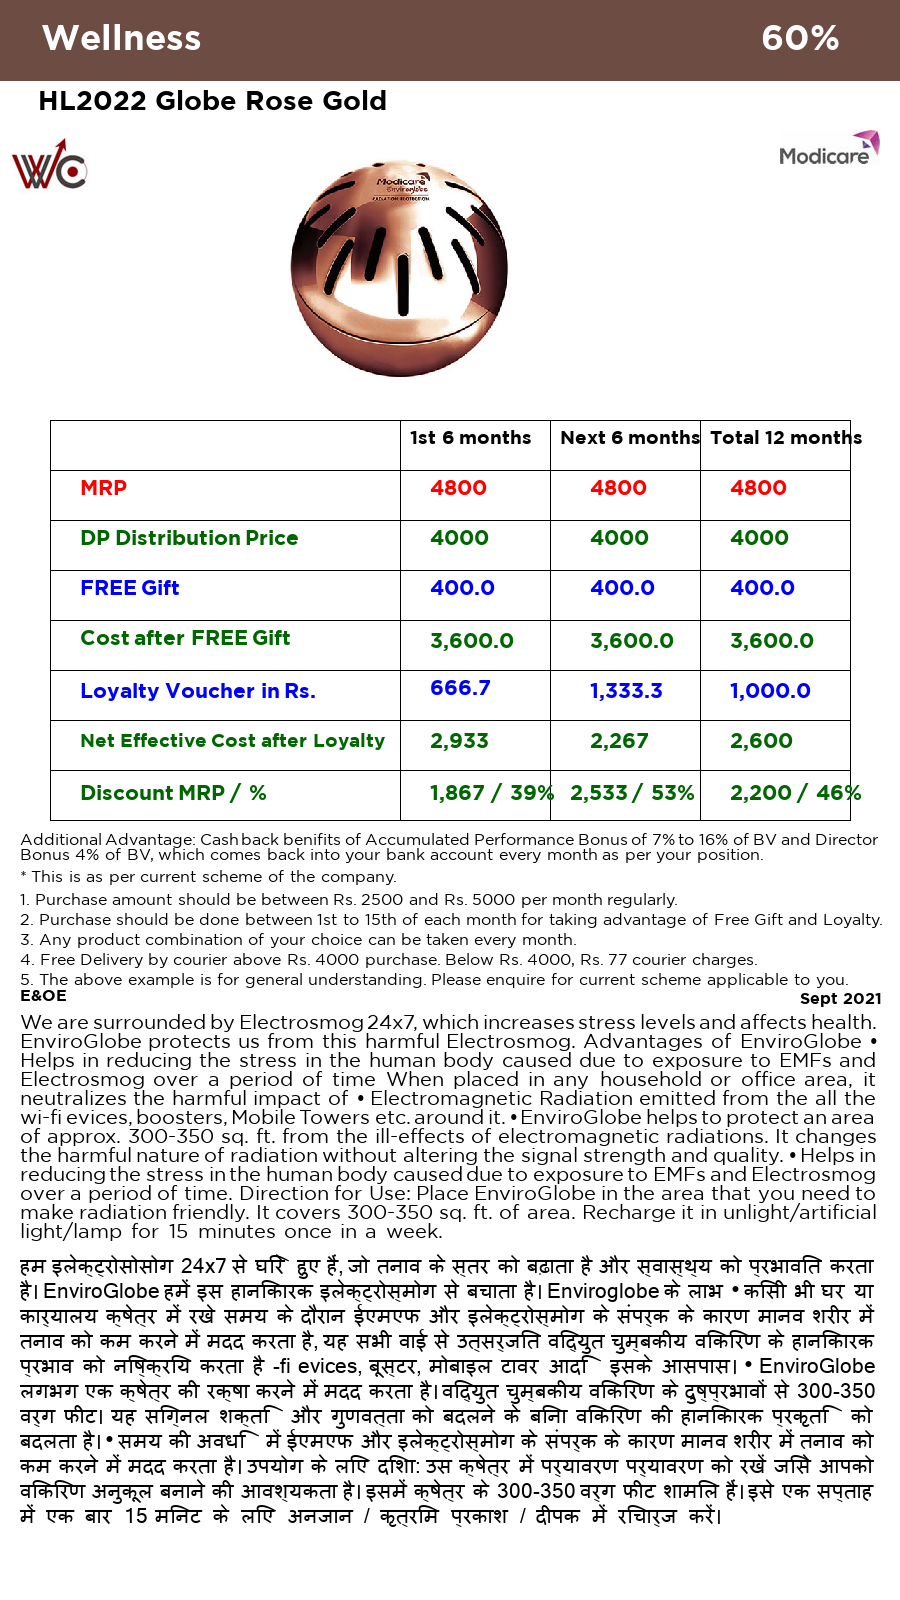 Wellness 60%
HL2022 Globe Rose Gold
WC
Modicare
Modicare
Enviroglobe
RADIATION PROTECTION
1st 6 months Next 6 months Total 12 months
MRP 4800 4800 4800
DP Distribution Price 4000 4000 4000
FREE Gift 400.0 400.0 400.0
Cost after FREE Gift 3,600.0 3,600.0 3,600.0
Loyalty Voucher in Rs. 666.7 1,333.3 1,000.0
Net Effective Cost after Loyalty 2,933 2,267 2,600
Discount MRP / % 1,867 / 39% 2,533 / 53% 2,200 / 46%
Additional Advantage: Cashback benifits of Accumulated Performance Bonus of 7% to 16% of BV and Director
Bonus 4% of BV, which comes back into your bank account every month as per your position.
* This is as per current scheme of the company.
1. Purchase amount should be between Rs. 2500 and Rs. 5000 per month regularly.
2. Purchase should be done between 1st to 15th of each month for taking advantage of Free Gift and Loyalty.
3. Any product combination of your choice can be taken every month.
4. Free Delivery by courier above Rs. 4000 purchase. Below Rs. 4000, Rs. 77 courier charges.
5. The above example is for general understanding. Please enquire for current scheme applicable to you.
E&OE
Sept 2021
We are surrounded by Electrosmog 24x7, which increases stress levels and affects health.
EnviroGlobe protects us from this harmful Electrosmog. Advantages of EnviroGlobe •
Helps in reducing the stress in the human body caused due to exposure to EMFs and
Electrosmog over a period of time When placed in any household or office area, it
neutralizes the harmful impact of • Electromagnetic Radiation emitted from the all the
wi-fi evices, boosters, Mobile Towers etc. around it. • EnviroGlobe helps to protect an area
of approx. 300-350 sq. ft. from the ill-effects of electromagnetic radiations. It changes
the harmful nature of radiation without altering the signal strength and quality. • Helps in
reducing the stress in the human body caused due to exposure to EMFs and Electrosmog
over a period of time. Direction for Use: Place EnviroGlobe in the area that you need to
make radiation friendly. It covers 300-350 sq. ft. of area. Recharge it in unlight/artificial
light/lamp for 15 minutes once in a week.
हम इलेक्ट्रोसोसोग 24x7 से घिरे हुए हैं, जो तनाव के स्तर को बढ़ाता है और स्वास्थ्य को प्रभावित करता
है। EnviroGlobe हमें इस हानिकारक इलेक्ट्रोस्मोग से बचाता है। Enviroglobe के लाभ • किसी भी घर या
कार्यालय क्षेत्र में रखे समय के दौरान ईएमएफ और इलेक्ट्रोस्मोग के संपर्क के कारण मानव शरीर में
तनाव को कम करने में मदद करता है, यह सभी वाई से उत्सर्जित विद्युत चुम्बकीय विकिरण के हानिकारक
प्रभाव को निष्क्रिय करता है -fi evices, बूस्टर, मोबाइल टावर आदि इसके आसपास। • EnviroGlobe
लगभग एक क्षेत्र की रक्षा करने में मदद करता है। विद्युत चुम्बकीय विकिरण के दुष्प्रभावों से 300-350
वर्ग फीट। यह सिग्नल शक्ति और गुणवत्ता को बदलने के बिना विकिरण की हानिकारक प्रकृति को
बदलता है। • समय की अवधि में ईएमएफ और इलेक्ट्रोस्मोग के संपर्क के कारण मानव शरीर में तनाव को
कम करने में मदद करता है। उपयोग के लिए दिशा: उस क्षेत्र में पर्यावरण पर्यावरण को रखें जिसे आपको
विकिरण अनुकूल बनाने की आवश्यकता है। इसमें क्षेत्र के 300-350 वर्ग फीट शामिल हैं। इसे एक सप्ताह
में एक बार 15 मिनट के लिए अनजान / कृत्रिम प्रकाश / दीपक में रिचार्ज करें।